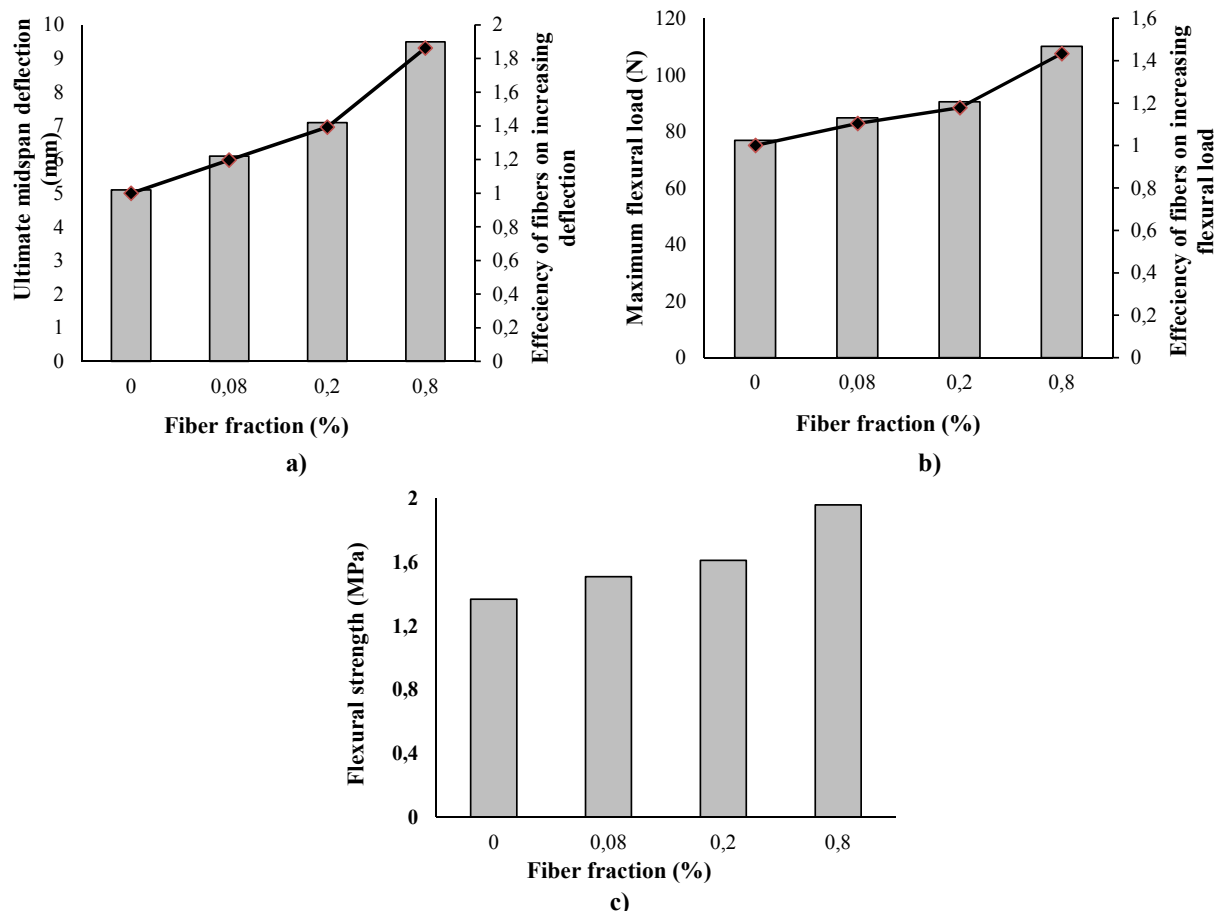 Ultimate midspan deflection
(mm)
10
9
8
7
6
5
4
3
2
1
0
2
1,8
1,6
1,4
1,2
1
0,8
0,6
0,4
0,2
0
Effeciency of fibers on increasing
deflection
0 0,08 0,2 0,8
Fiber fraction (%)
a)
Maximum flexural load (N)
120
100
80
60
40
20
0
1,6
1,4
1,2
1
0,8
0,6
0,4
0,2
0
Effeciency of fibers on increasing
flexural load
0 0,08 0,2 0,8
Fiber fraction (%)
b)
Flexural strength (MPa)
2
1,6
1,2
0,8
0,4
0
0 0,08 0,2 0,8
Fiber fraction (%)
c)